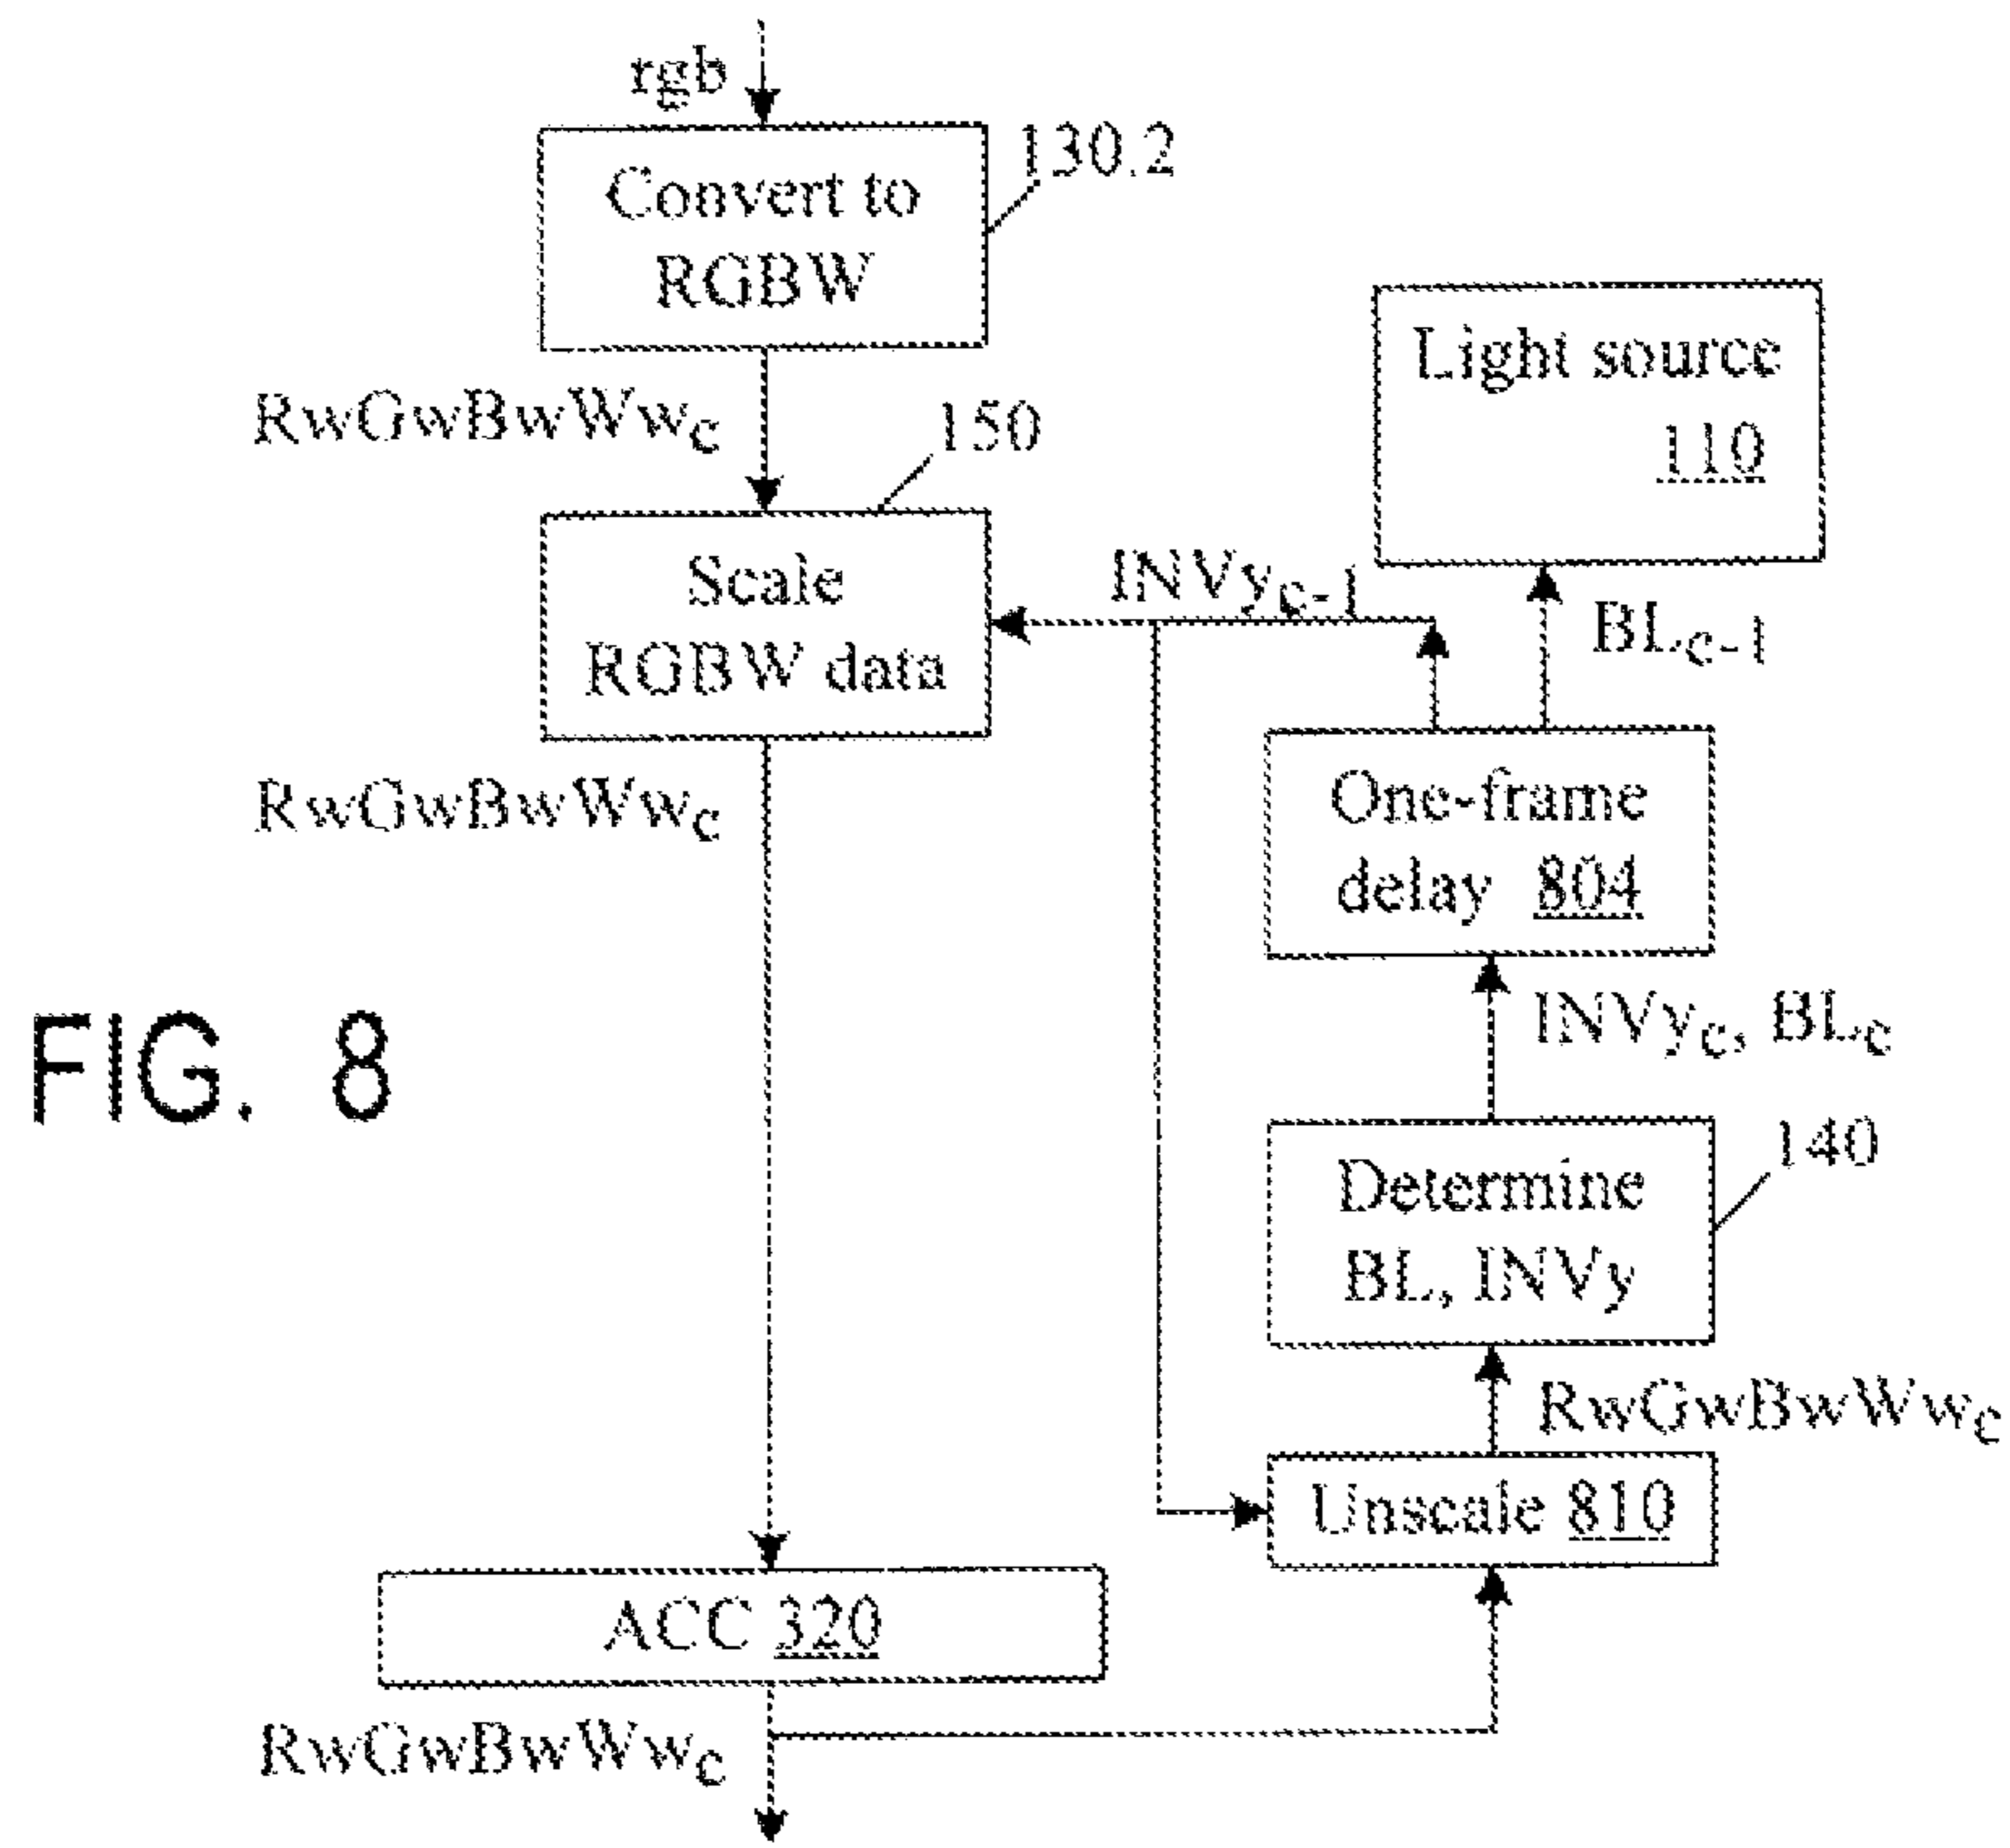 rgb
Convert to
RGBW
130.2
RwGwBwWwc
150
Light source
110
Scale
RGBW data
INVyc-1
BLc-1
RwGwBwWwc
One-frame
delay 804
INVyc, BLc
FIG. 8
Determine
BL, INVy
140
RwGwBwWwc
Unscale 810
ACC 320
RwGwBwWwc